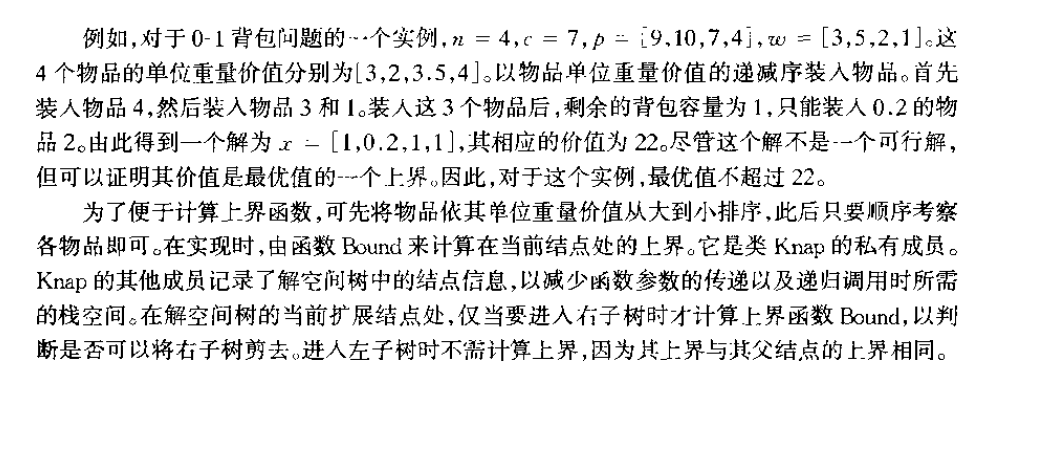 例如,对于0-1背包问题的一个实例,n = 4,c = 7,p = [9,10,7,4],w = [3,5,2,1]。这
4个物品的单位重量价值分别为[3,2,3.5,4]。以物品单位重量价值的递减序装入物品。首先
装入物品4,然后装入物品3和1。装入这3个物品后,剩余的背包容量为1,只能装入0.2的物
品2。由此得到一个解为 x = [1,0.2,1,1],其相应的价值为22。尽管这个解不是一个可行解,
但可以证明其价值是最优值的一个上界。因此,对于这个实例,最优值不超过22。
为了便于计算上界函数,可先将物品依其单位重量价值从大到小排序,此后只要顺序考察
各物品即可。在实现时,由函数 Bound 来计算在当前结点处的上界。它是类 Knap 的私有成员。
Knap 的其他成员记录了解空间树中的结点信息,以减少函数参数的传递以及递归调用时所需
的栈空间。在解空间树的当前扩展结点处,仅当要进入右子树时才计算上界函数 Bound,以判
断是否可以将右子树剪去。进入左子树时不需计算上界,因为其上界与其父结点的上界相同。